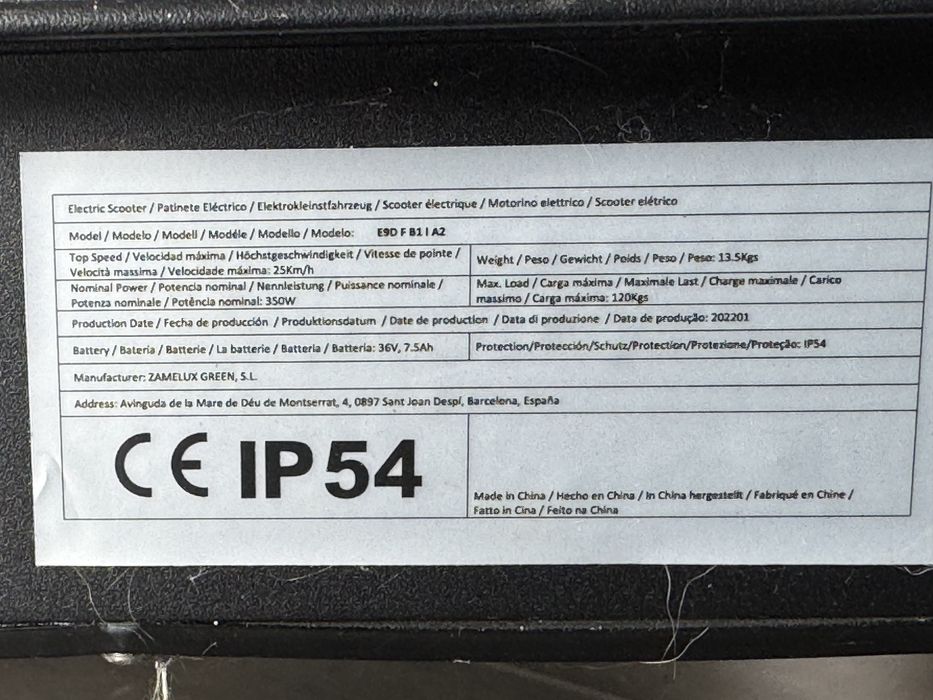 Electric Scooter / Patinete Eléctrico / Elektrokleinstfahrzeug / Scooter électrique / Motorino elettrico / Scooter elétrico
Model / Modelo / Modell / Modéle / Modello / Modelo: E9D F B1 I A2
Top Speed / Velocidad máxima / Höchstgeschwindigkeit / Vitesse de pointe /
Velocità massima / Velocidade máxima: 25Km/h
Weight / Peso / Gewicht / Poids / Peso / Peso: 13.5Kgs
Nominal Power / Potencia nominal / Nennleistung / Puissance nominale /
Potenza nominale / Potência nominal: 350W
Max. Load / Carga máxima / Maximale Last / Charge maximale / Carico
massimo / Carga máxima: 120Kgs
Production Date / Fecha de producción / Produktionsdatum / Date de production / Data di produzione / Data de produção: 202201
Battery / Bateria / Batterie / La batterie / Batteria / Batteria: 36V, 7.5Ah
Protection/Protección/Schutz/Protection/Protezione/Proteção: IP54
Manufacturer: ZAMELUX GREEN, S.L.
Address: Avinguda de la Mare de Déu de Montserrat, 4, 0897 Sant Joan Despí, Barcelona, España
CE IP54
Made in China / Hecho en China / In China hergestellt / Fabriqué en Chine /
Fatto in Cina / Feito na China